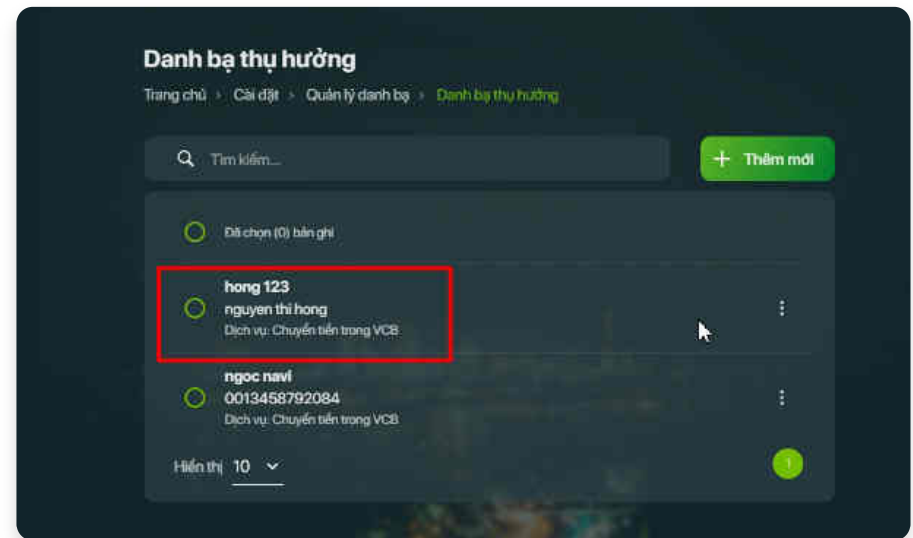 Danh bạ thụ hưởng
Trang chủ > Cài đặt > Quản lý danh bạ > Danh bạ thụ hưởng
Tìm kiếm...
+ Thêm mới
Đã chọn (0) bản ghi
hong 123
nguyen thi hong
Dịch vụ: Chuyển tiền trong VCB
ngoc navi
0013458792084
Dịch vụ: Chuyển tiền trong VCB
Hiển thị 10
1